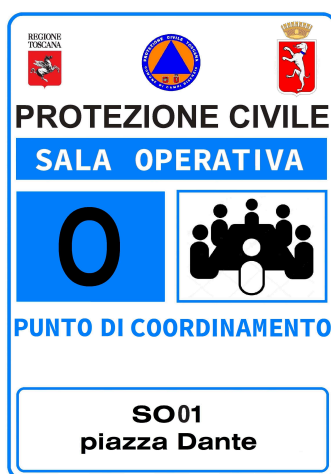 REGIONE
TOSCANA
PROTEZIONE CIVILE
SALA OPERATIVA
O
PUNTO DI COORDINAMENTO
SO01
piazza Dante